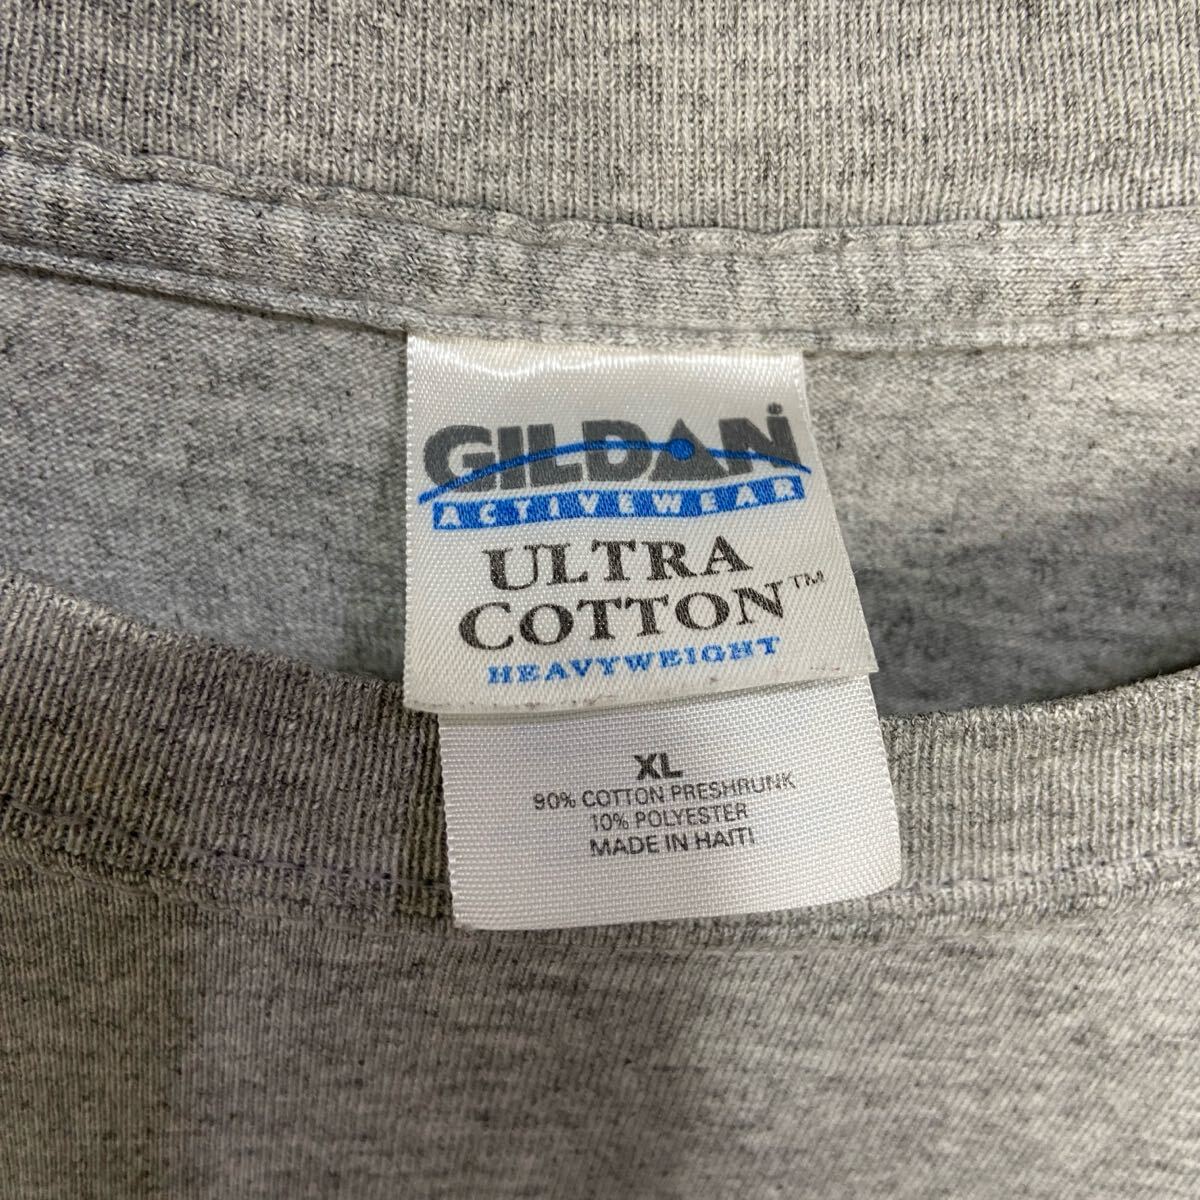 GILDAN®
ACTIVEWEAR
ULTRA
COTTON™
HEAVYWEIGHT
XL
90% COTTON PRESHRUNK
10% POLYESTER
MADE IN HAITI